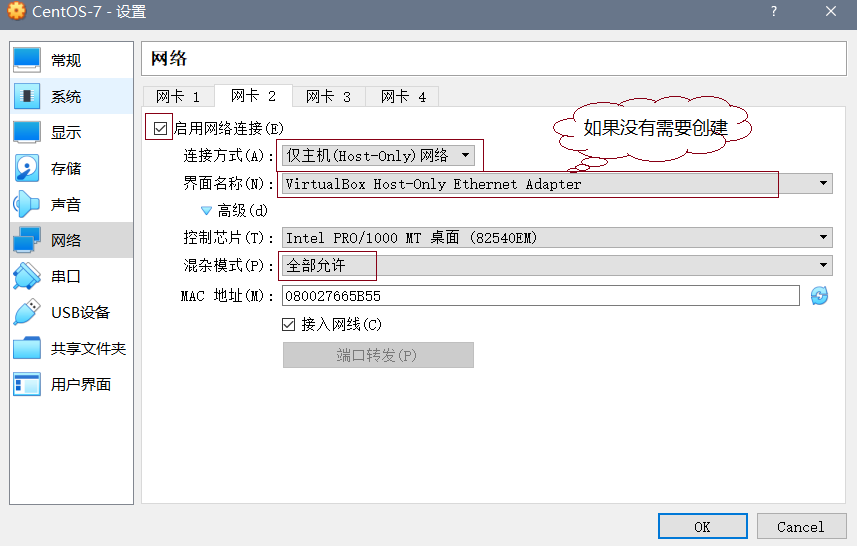 CentOS-7 - 设置
?
×
常规
系统
显示
存储
声音
网络
串口
USB设备
共享文件夹
用户界面
网络
网卡 1
网卡 2
网卡 3
网卡 4
如果没有需要创建
启用网络连接(E)
连接方式(A): 仅主机(Host-Only)网络
界面名称(N): VirtualBox Host-Only Ethernet Adapter
高级(d)
控制芯片(T): Intel PRO/1000 MT 桌面 (82540EM)
混杂模式(P): 全部允许
MAC 地址(M): 080027665B55
接入网线(C)
端口转发(P)
OK
Cancel